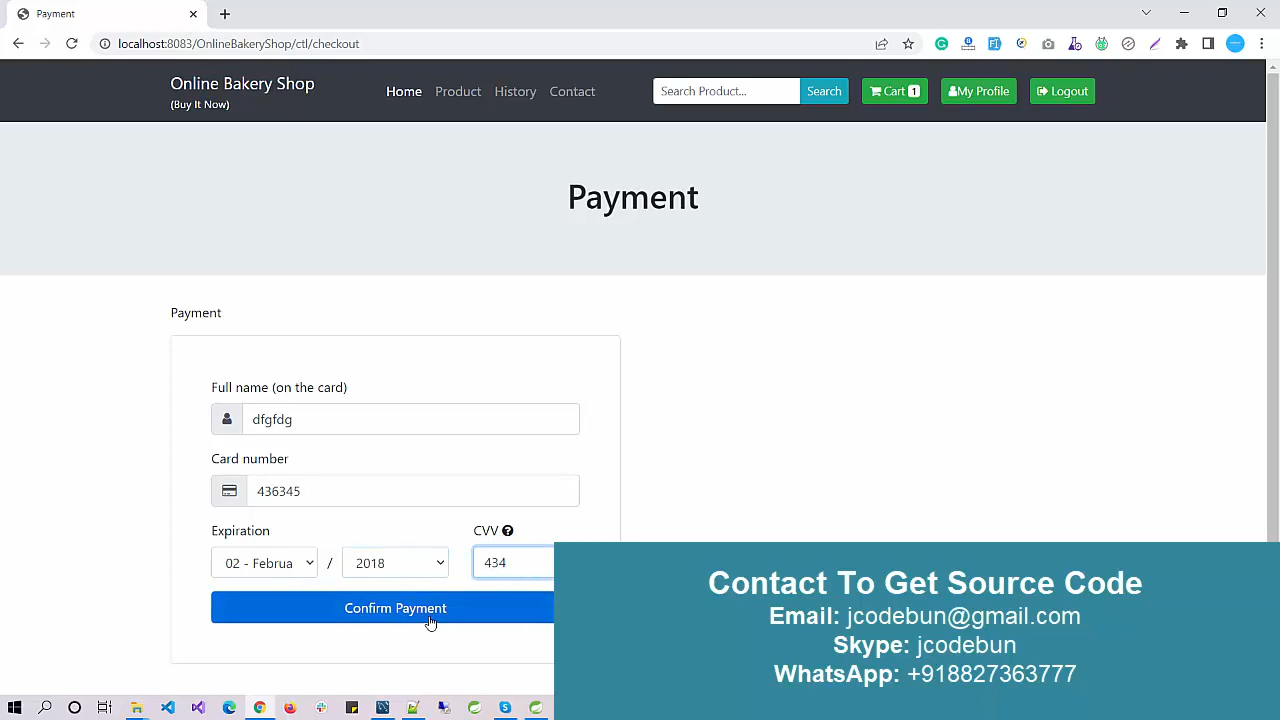 Payment
localhost:8083/OnlineBakeryShop/ctl/checkout
Online Bakery Shop
(Buy It Now)
Home Product History Contact
Search Product...
Search
Cart 1
My Profile
Logout
Payment
Payment
Full name (on the card)
dfgfdg
Card number
436345
Expiration CVV
02 - Februa / 2018 434
Confirm Payment
Contact To Get Source Code
Email: jcodebun@gmail.com
Skype: jcodebun
WhatsApp: +918827363777